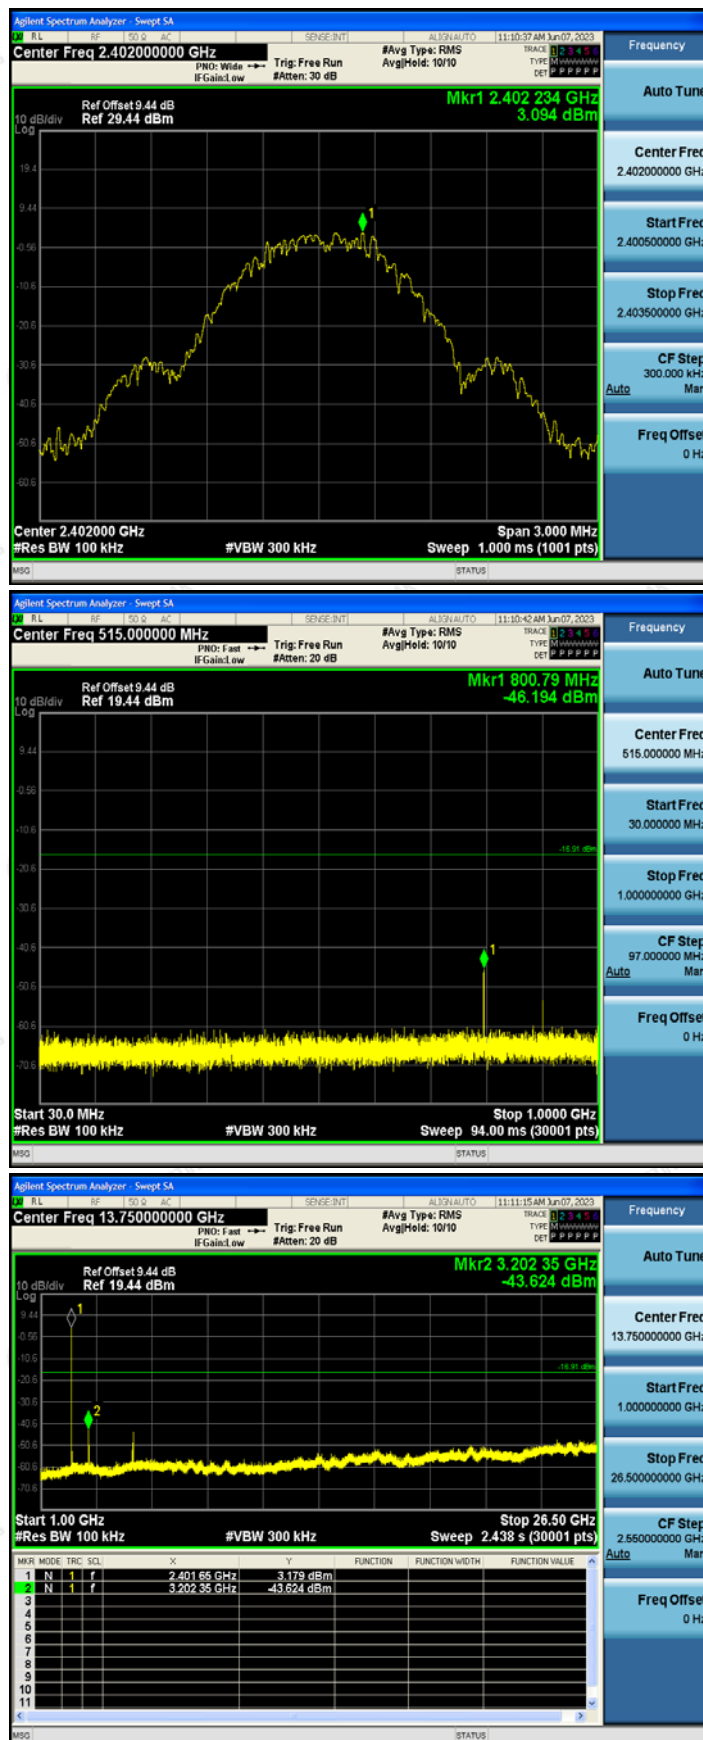 Agilent Spectrum Analyzer - Swept SA
RL RF 50 Ω AC SENSE:INT ALIGN AUTO 11:10:37 AM Jun 07, 2023
Center Freq 2.402000000 GHz
PNO: Wide Trig: Free Run #Avg Type: RMS TRACE 1 2 3 4 5 6
IFGain:Low #Atten: 30 dB Avg|Hold: 10/10 TYPE M
DET P P P P P P
Frequency
Ref Offset 9.44 dB
10 dB/div Ref 29.44 dBm
Log
Mkr1 2.402 234 GHz
3.094 dBm
19.4
9.44
-0.56
-10.6
-20.6
-30.6
-40.6
-50.6
-60.6
1
Center 2.402000 GHz Span 3.000 MHz
#Res BW 100 kHz #VBW 300 kHz Sweep 1.000 ms (1001 pts)
MSG STATUS
Auto Tune
Center Freq
2.402000000 GHz
Start Freq
2.400500000 GHz
Stop Freq
2.403500000 GHz
CF Step
300.000 kHz
Auto Man
Freq Offset
0 Hz
Agilent Spectrum Analyzer - Swept SA
RL RF 50 Ω AC SENSE:INT ALIGN AUTO 11:10:42 AM Jun 07, 2023
Center Freq 515.000000 MHz
PNO: Fast Trig: Free Run #Avg Type: RMS TRACE 1 2 3 4 5 6
IFGain:Low #Atten: 20 dB Avg|Hold: 10/10 TYPE M
DET P P P P P P
Frequency
Ref Offset 9.44 dB
10 dB/div Ref 19.44 dBm
Log
Mkr1 800.79 MHz
-46.194 dBm
9.44
-0.56
-10.6
-20.6
-30.6
-40.6
-50.6
-60.6
-70.6
-16.91 dBm
1
Start 30.0 MHz Stop 1.0000 GHz
#Res BW 100 kHz #VBW 300 kHz Sweep 94.00 ms (30001 pts)
MSG STATUS
Auto Tune
Center Freq
515.000000 MHz
Start Freq
30.000000 MHz
Stop Freq
1.000000000 GHz
CF Step
97.000000 MHz
Auto Man
Freq Offset
0 Hz
Agilent Spectrum Analyzer - Swept SA
RL RF 50 Ω AC SENSE:INT ALIGN AUTO 11:11:15 AM Jun 07, 2023
Center Freq 13.750000000 GHz
PNO: Fast Trig: Free Run #Avg Type: RMS TRACE 1 2 3 4 5 6
IFGain:Low #Atten: 20 dB Avg|Hold: 10/10 TYPE M
DET P P P P P P
Frequency
Ref Offset 9.44 dB
10 dB/div Ref 19.44 dBm
Log
Mkr2 3.202 35 GHz
-43.624 dBm
9.44
-0.56
-10.6
-20.6
-30.6
-40.6
-50.6
-60.6
-70.6
-16.91 dBm
1
2
Start 1.00 GHz Stop 26.50 GHz
#Res BW 100 kHz #VBW 300 kHz Sweep 2.438 s (30001 pts)
MKR MODE TRC SCL X Y FUNCTION FUNCTION WIDTH FUNCTION VALUE
1 N 1 f 2.401 65 GHz 3.179 dBm
2 N 1 f 3.202 35 GHz -43.624 dBm
3
4
5
6
7
8
9
10
11
MSG STATUS
Auto Tune
Center Freq
13.750000000 GHz
Start Freq
1.000000000 GHz
Stop Freq
26.500000000 GHz
CF Step
2.550000000 GHz
Auto Man
Freq Offset
0 Hz